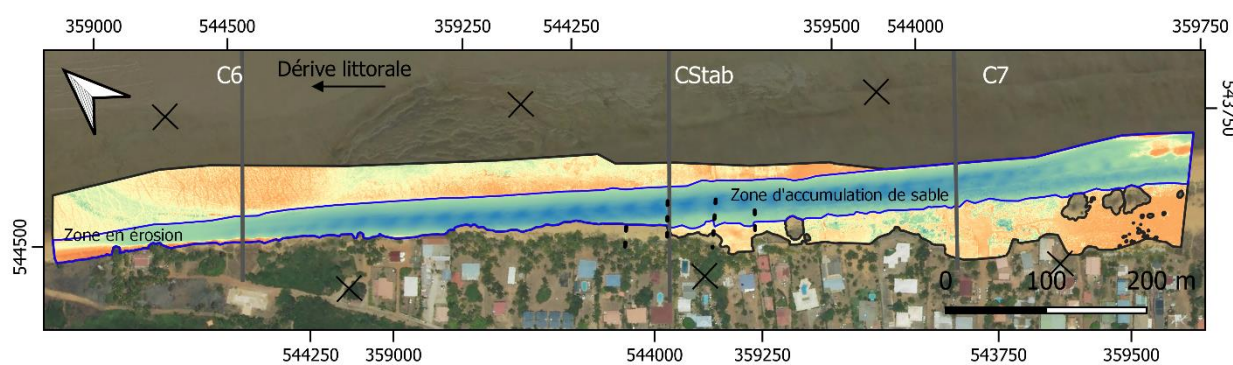 359000 544500 359250 544250 359500 544000 359750
C6 Dérive littorale CStab C7
543750
Zone d'accumulation de sable
Zone en érosion
544500
0 100 200 m
544250 359000 544000 359250 543750 359500